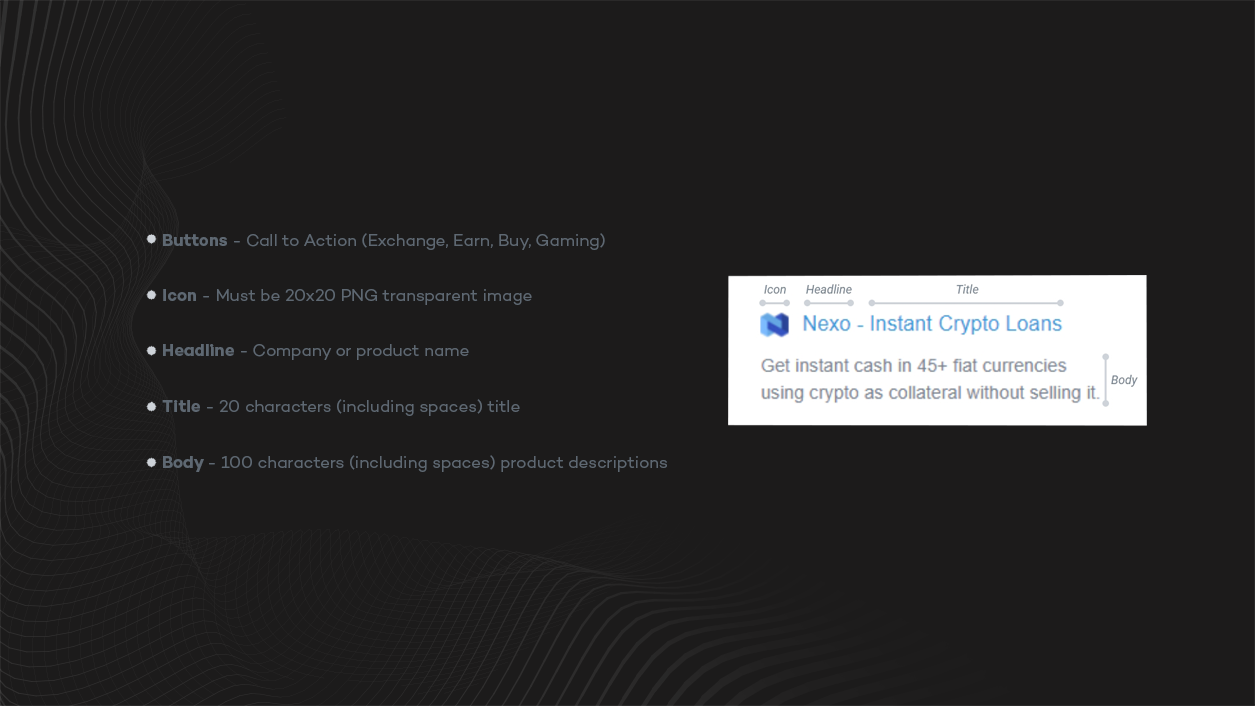 Buttons - Call to Action (Exchange, Earn, Buy, Gaming)
Icon - Must be 20x20 PNG transparent image
Headline - Company or product name
Title - 20 characters (including spaces) title
Body - 100 characters (including spaces) product descriptions
Icon Headline Title
Nexo - Instant Crypto Loans
Get instant cash in 45+ fiat currencies
using crypto as collateral without selling it.
Body